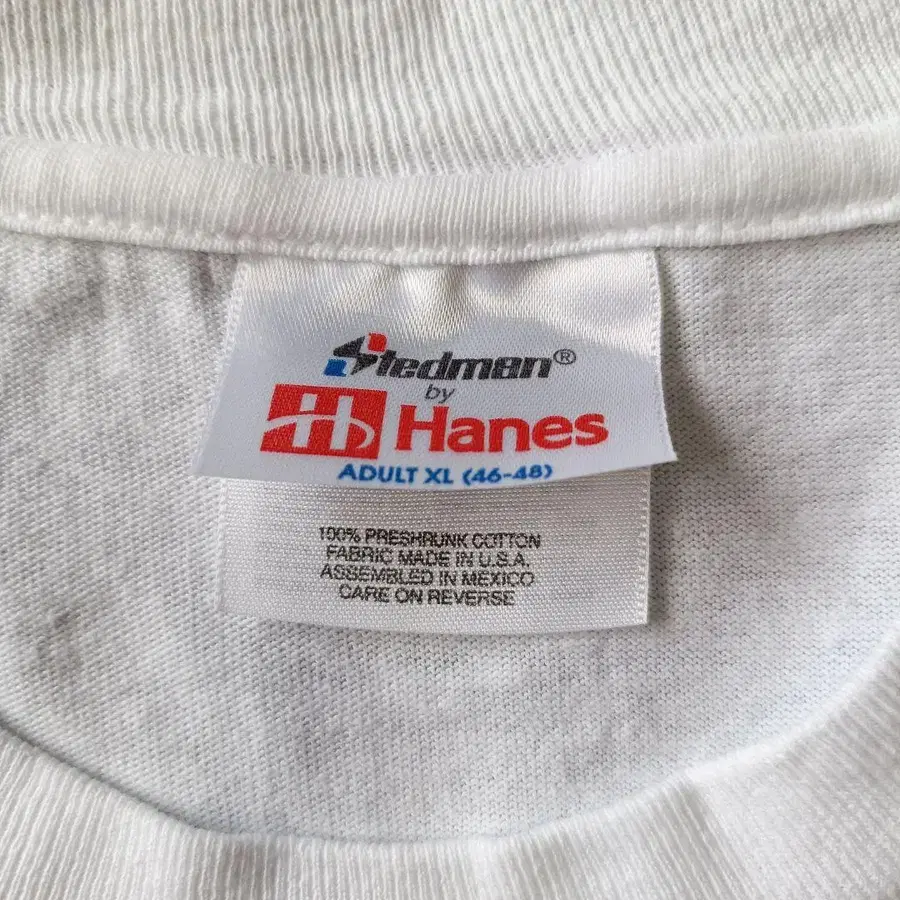 Stedman®
by
H Hanes
ADULT XL (46-48)
100% PRESHRUNK COTTON
FABRIC MADE IN U.S.A.
ASSEMBLED IN MEXICO
CARE ON REVERSE